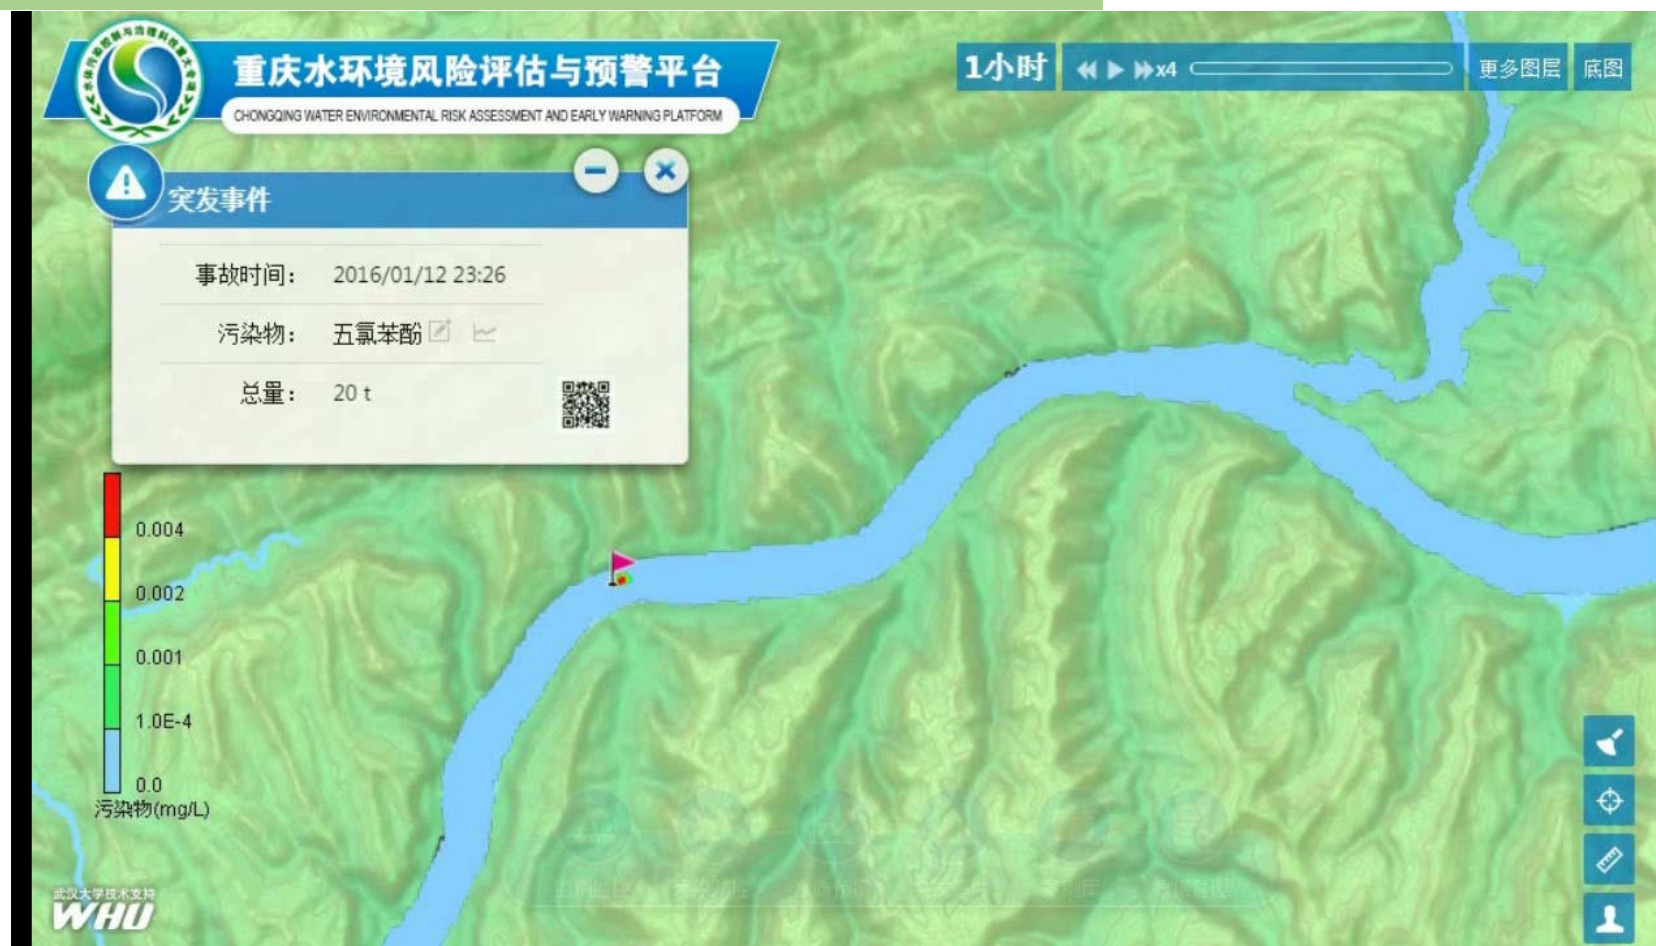 重庆水环境风险评估与预警平台
CHONGQING WATER ENVIRONMENTAL RISK ASSESSMENT AND EARLY WARNING PLATFORM
1小时
x4
更多图层
底图
突发事件
事故时间： 2016/01/12 23:26
污染物： 五氯苯酚
总量： 20 t
0.004
0.002
0.001
1.0E-4
0.0
污染物(mg/L)
武汉大学技术支持
WHU